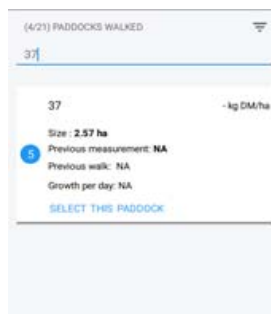 (4/21) PADDOCKS WALKED
37
37 - kg DM/ha
Size : 2.57 ha
5
Previous measurement: NA
Previous walk: NA
Growth per day: NA
SELECT THIS PADDOCK